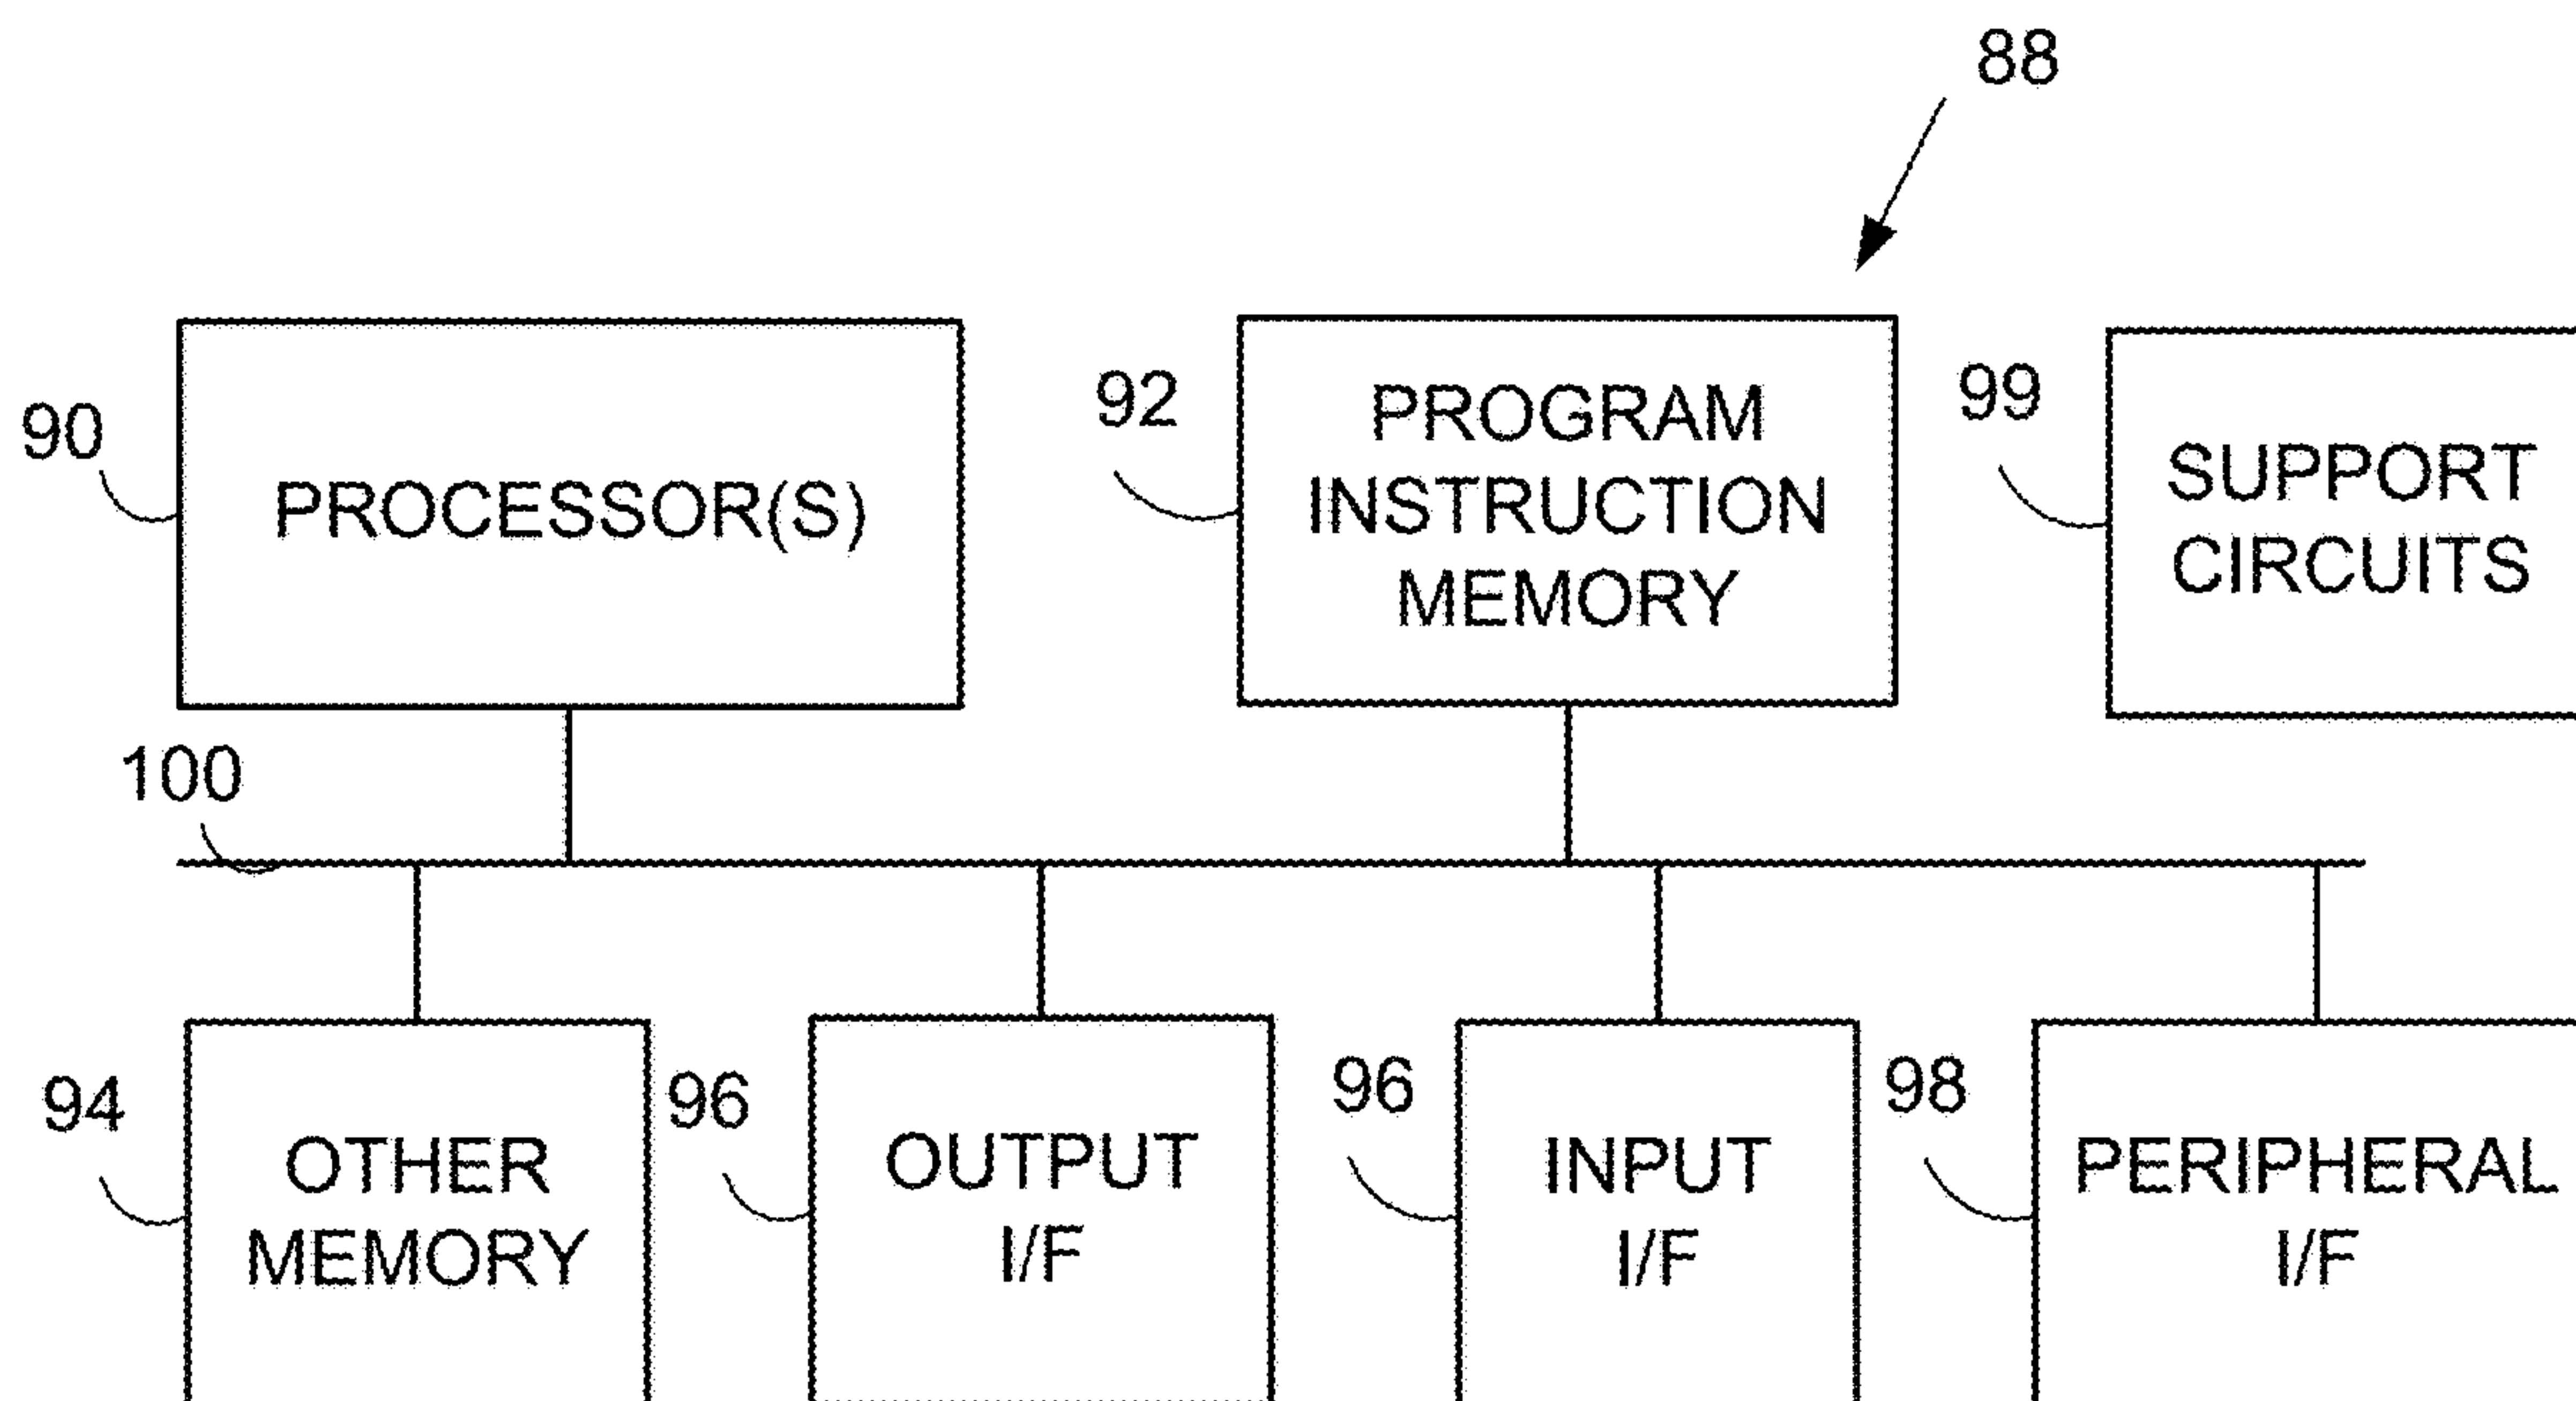 88
90
PROCESSOR(S)
92
PROGRAM
INSTRUCTION
MEMORY
99
SUPPORT
CIRCUITS
100
94
OTHER
MEMORY
96
OUTPUT
I/F
96
INPUT
I/F
98
PERIPHERAL
I/F